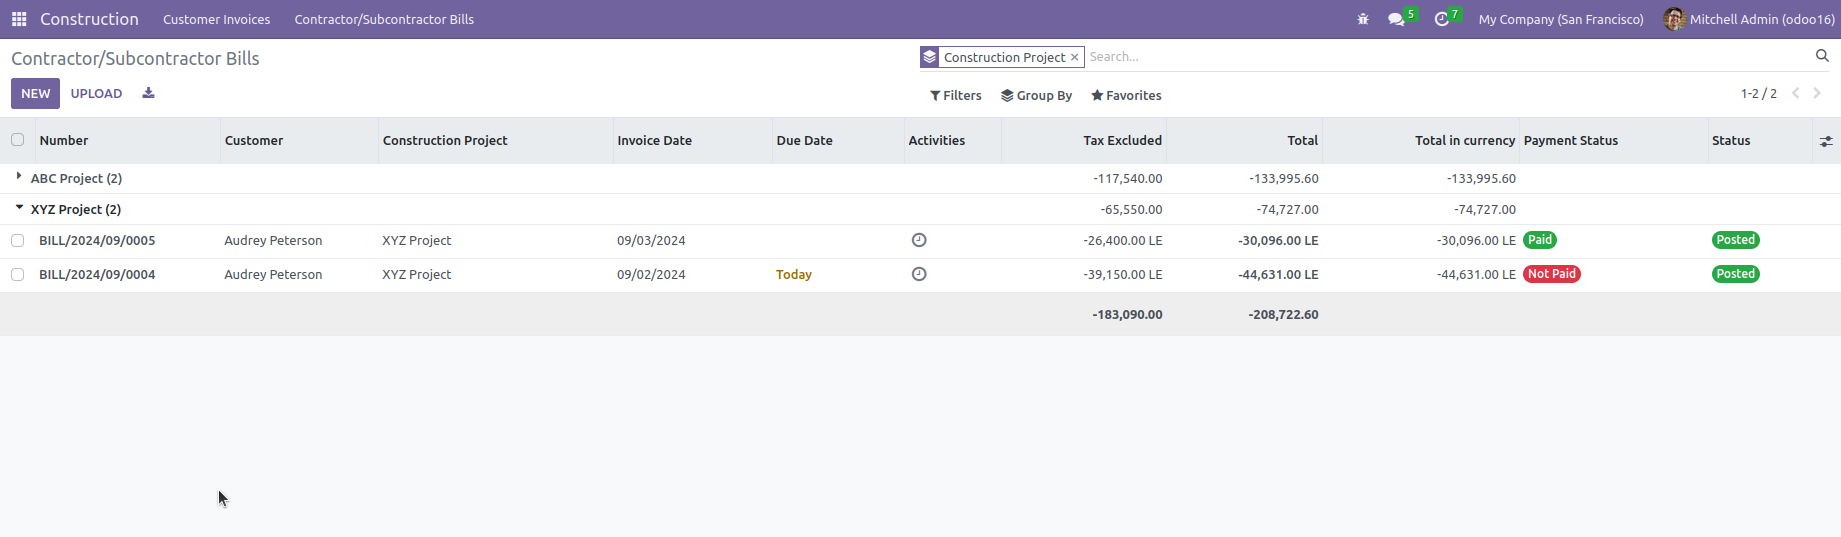 Construction Customer Invoices Contractor/Subcontractor Bills 5 7 My Company (San Francisco) Mitchell Admin (odoo16)
Contractor/Subcontractor Bills Construction Project × Search...
NEW UPLOAD Filters Group By Favorites 1-2 / 2
Number Customer Construction Project Invoice Date Due Date Activities Tax Excluded Total Total in currency Payment Status Status
ABC Project (2) -117,540.00 -133,995.60 -133,995.60
XYZ Project (2) -65,550.00 -74,727.00 -74,727.00
BILL/2024/09/0005 Audrey Peterson XYZ Project 09/03/2024 -26,400.00 LE -30,096.00 LE -30,096.00 LE Paid Posted
BILL/2024/09/0004 Audrey Peterson XYZ Project 09/02/2024 Today -39,150.00 LE -44,631.00 LE -44,631.00 LE Not Paid Posted
-183,090.00 -208,722.60